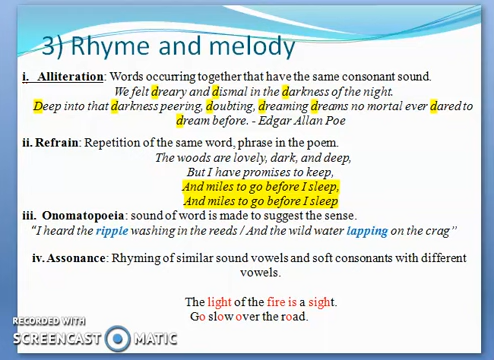 3) Rhyme and melody
i. Alliteration: Words occurring together that have the same consonant sound.
We felt dreary and dismal in the darkness of the night.
Deep into that darkness peering, doubting, dreaming dreams no mortal ever dared to
dream before. - Edgar Allan Poe
ii. Refrain: Repetition of the same word, phrase in the poem.
The woods are lovely, dark, and deep,
But I have promises to keep,
And miles to go before I sleep,
And miles to go before I sleep
iii. Onomatopoeia: sound of word is made to suggest the sense.
"I heard the ripple washing in the reeds / And the wild water lapping on the crag"
iv. Assonance: Rhyming of similar sound vowels and soft consonants with different
vowels.
The light of the fire is a sight.
Go slow over the road.
RECORDED WITH
SCREENCAST MATIC